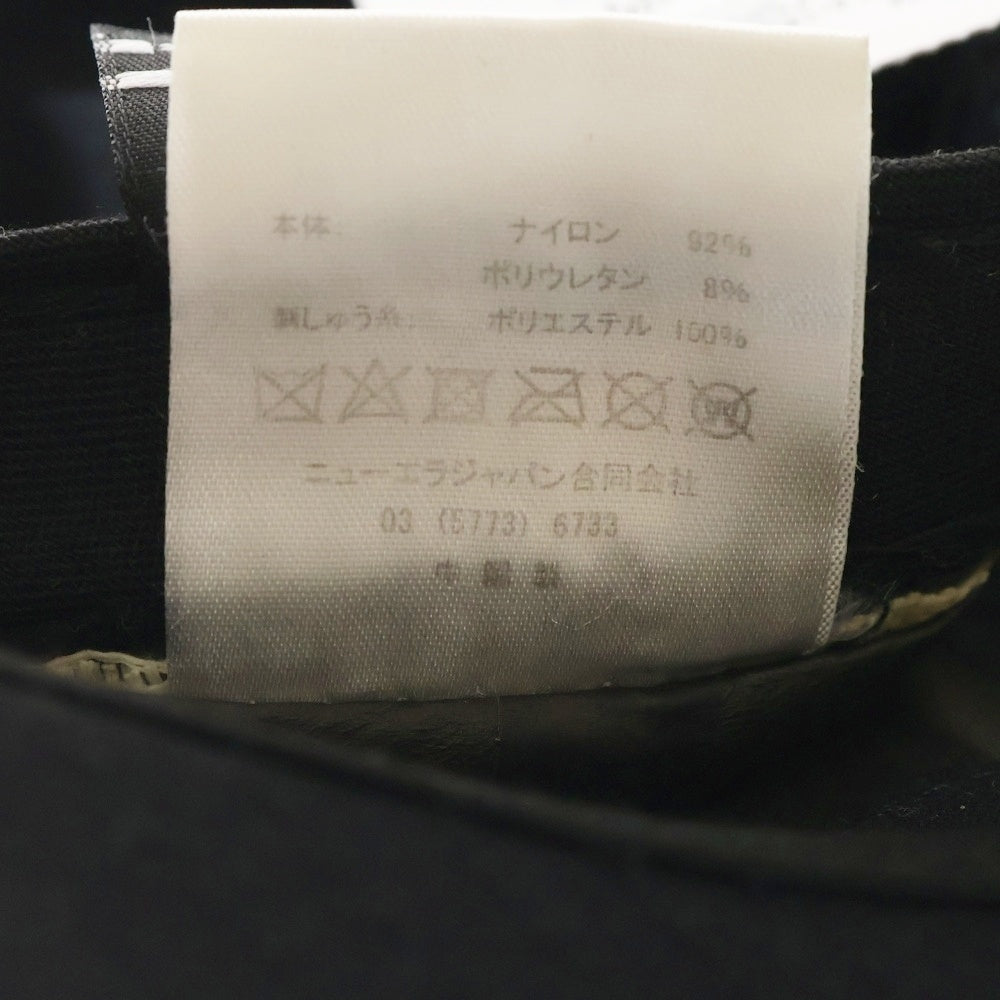 本体 ナイロン 92%
ポリウレタン 8%
刺しゅう糸: ポリエステル 100%
ニューエラジャパン合同会社
03 (5773) 6733
中国製